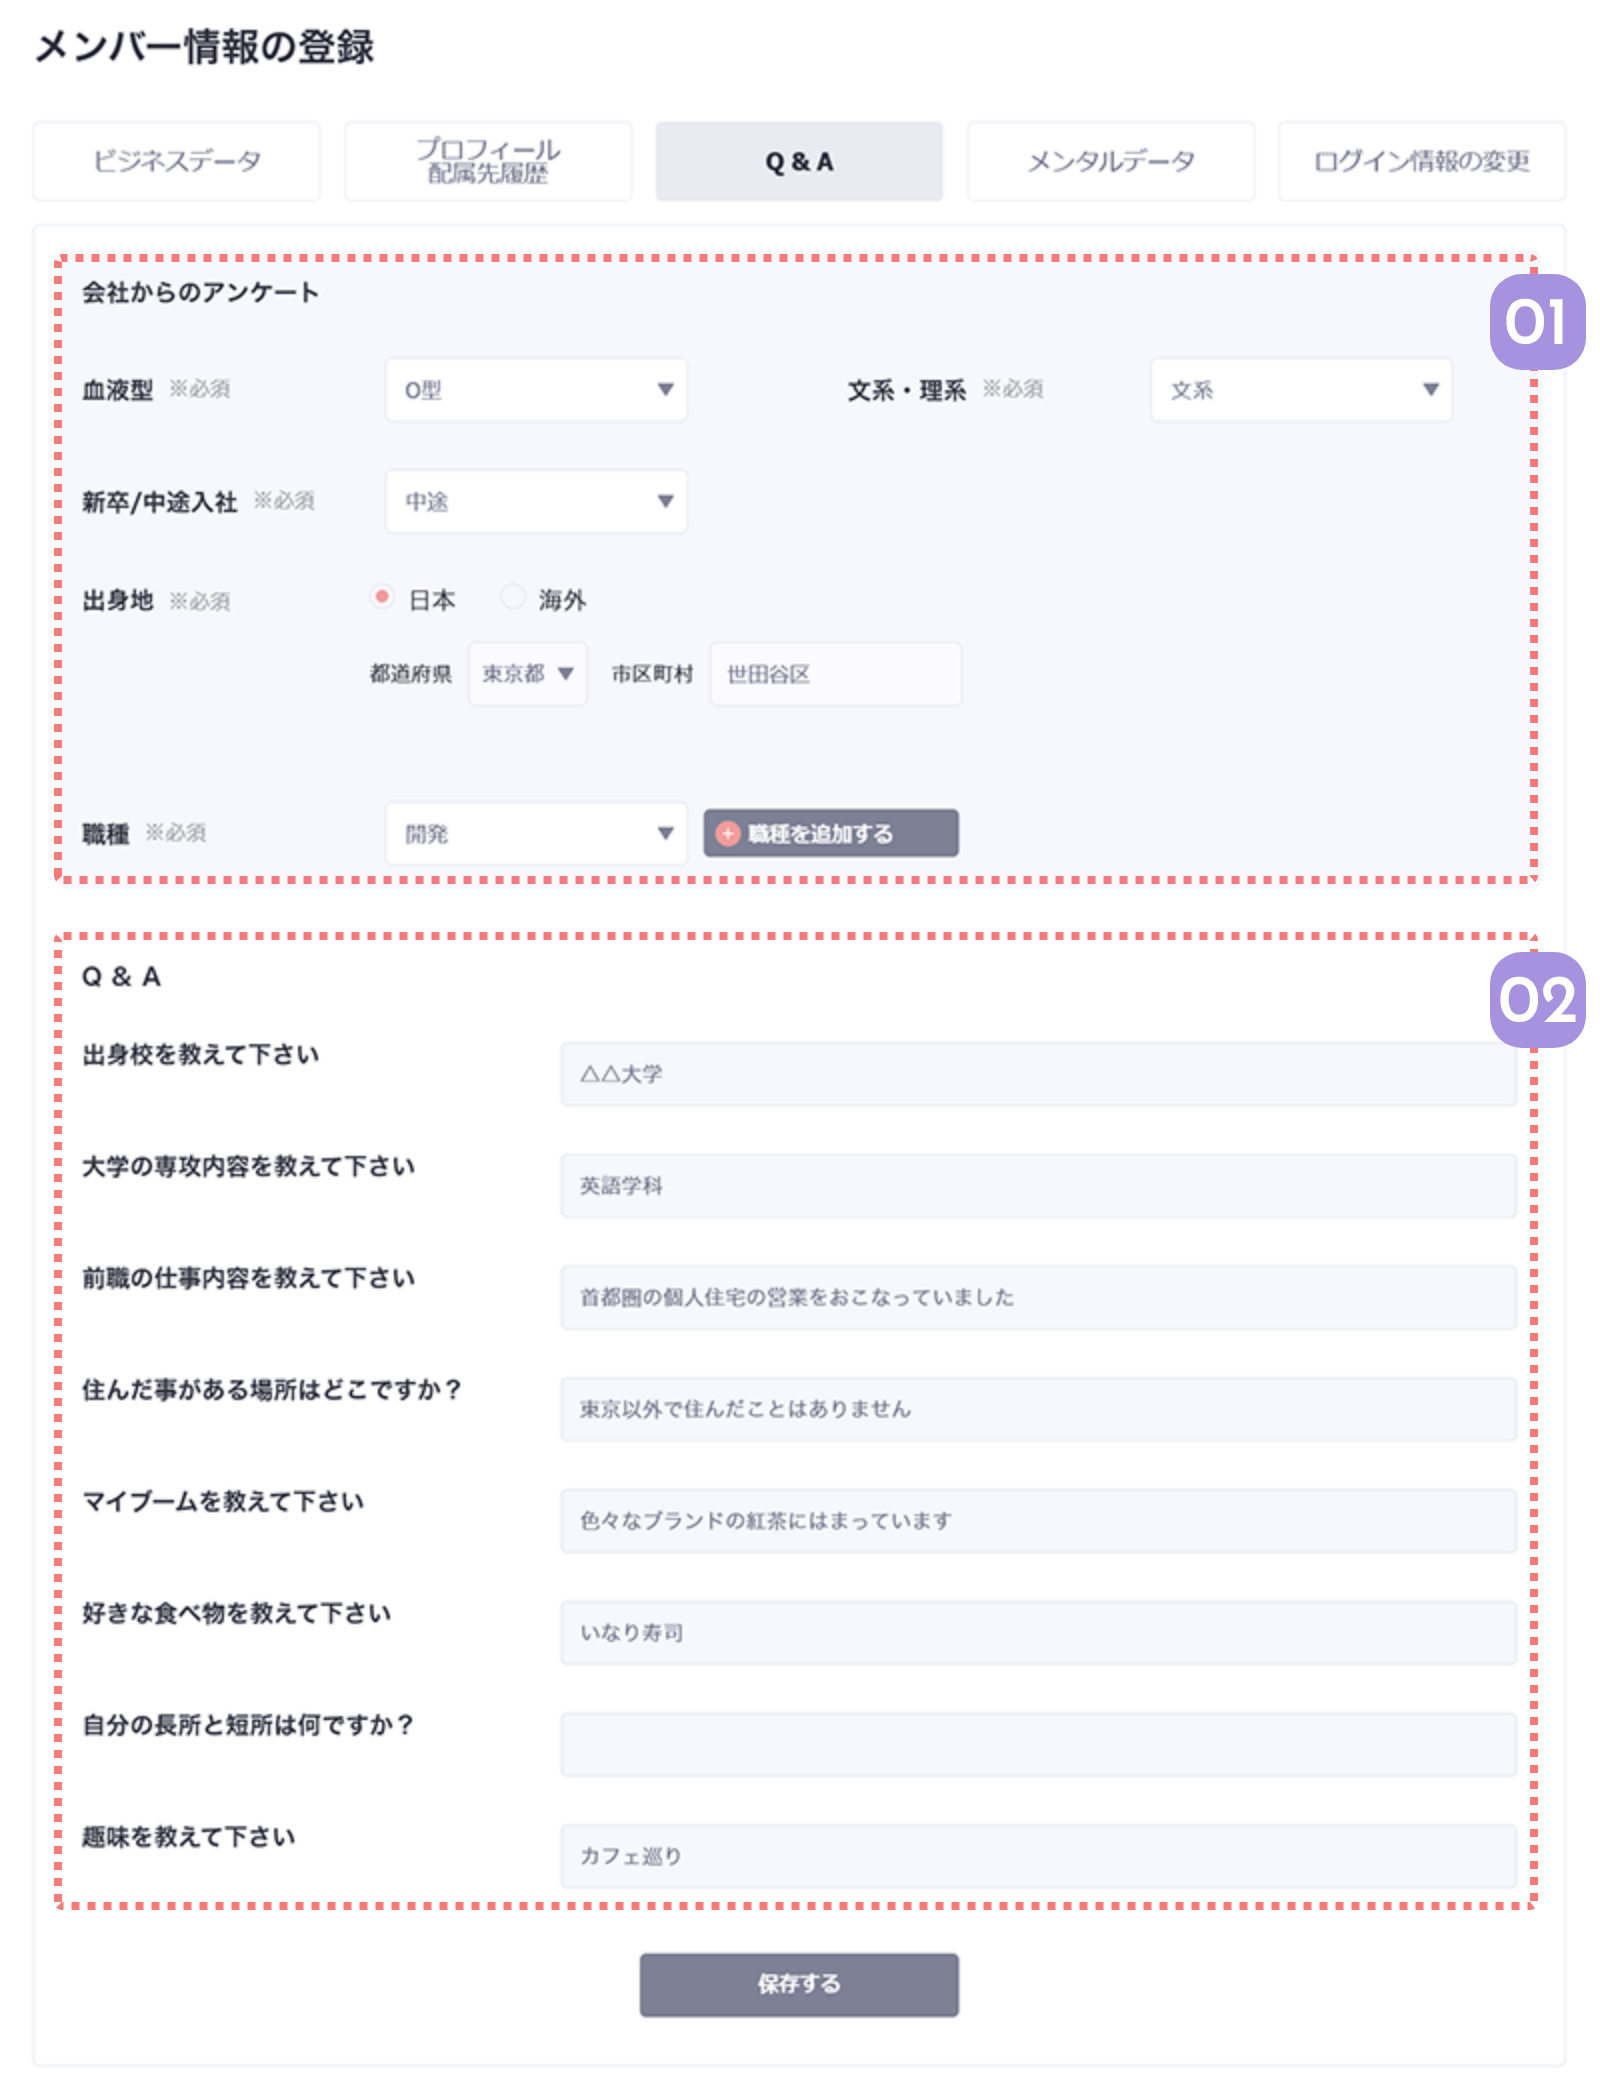 メンバー情報の登録
ビジネスデータ
プロフィール
配属先履歴
Q & A
メンタルデータ
ログイン情報の変更
会社からのアンケート
01
血液型 ※必須 O型 ▼ 文系・理系 ※必須 文系 ▼
新卒/中途入社 ※必須 中途 ▼
出身地 ※必須 日本 海外
都道府県 東京都 ▼ 市区町村 世田谷区
職種 ※必須 開発 ▼ + 職種を追加する
Q & A
02
出身校を教えて下さい △△大学
大学の専攻内容を教えて下さい 英語学科
前職の仕事内容を教えて下さい 首都圏の個人住宅の営業をおこなっていました
住んだ事がある場所はどこですか？ 東京以外で住んだことはありません
マイブームを教えて下さい 色々なブランドの紅茶にはまっています
好きな食べ物を教えて下さい いなり寿司
自分の長所と短所は何ですか？
趣味を教えて下さい カフェ巡り
保存する